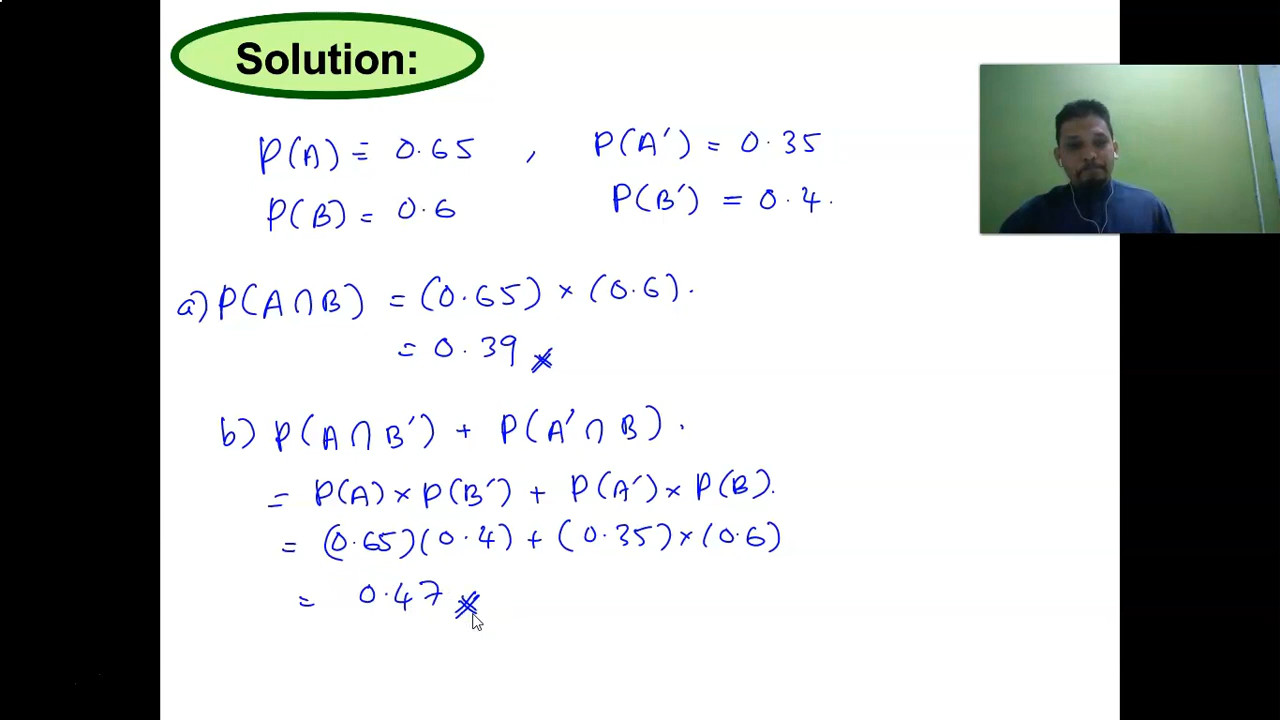 Solution:
P(A) = 0.65 , P(A') = 0.35
P(B) = 0.6 P(B') = 0.4.
a) P(A∩B) = (0.65) × (0.6).
= 0.39
b) P(A∩B') + P(A'∩B).
= P(A) × P(B') + P(A') × P(B).
= (0.65)(0.4) + (0.35) × (0.6)
= 0.47